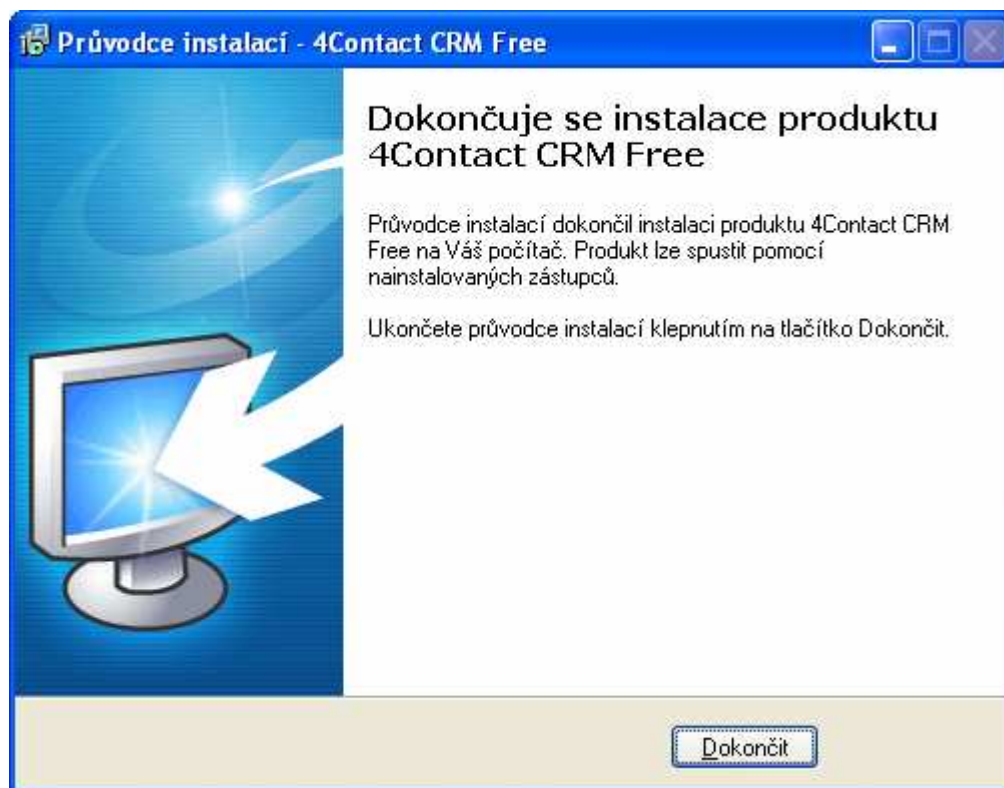 Průvodce instalací - 4Contact CRM Free
Dokončuje se instalace produktu
4Contact CRM Free
Průvodce instalací dokončil instalaci produktu 4Contact CRM
Free na Váš počítač. Produkt lze spustit pomocí
nainstalovaných zástupců.
Ukončete průvodce instalací klepnutím na tlačítko Dokončit.
Dokončit